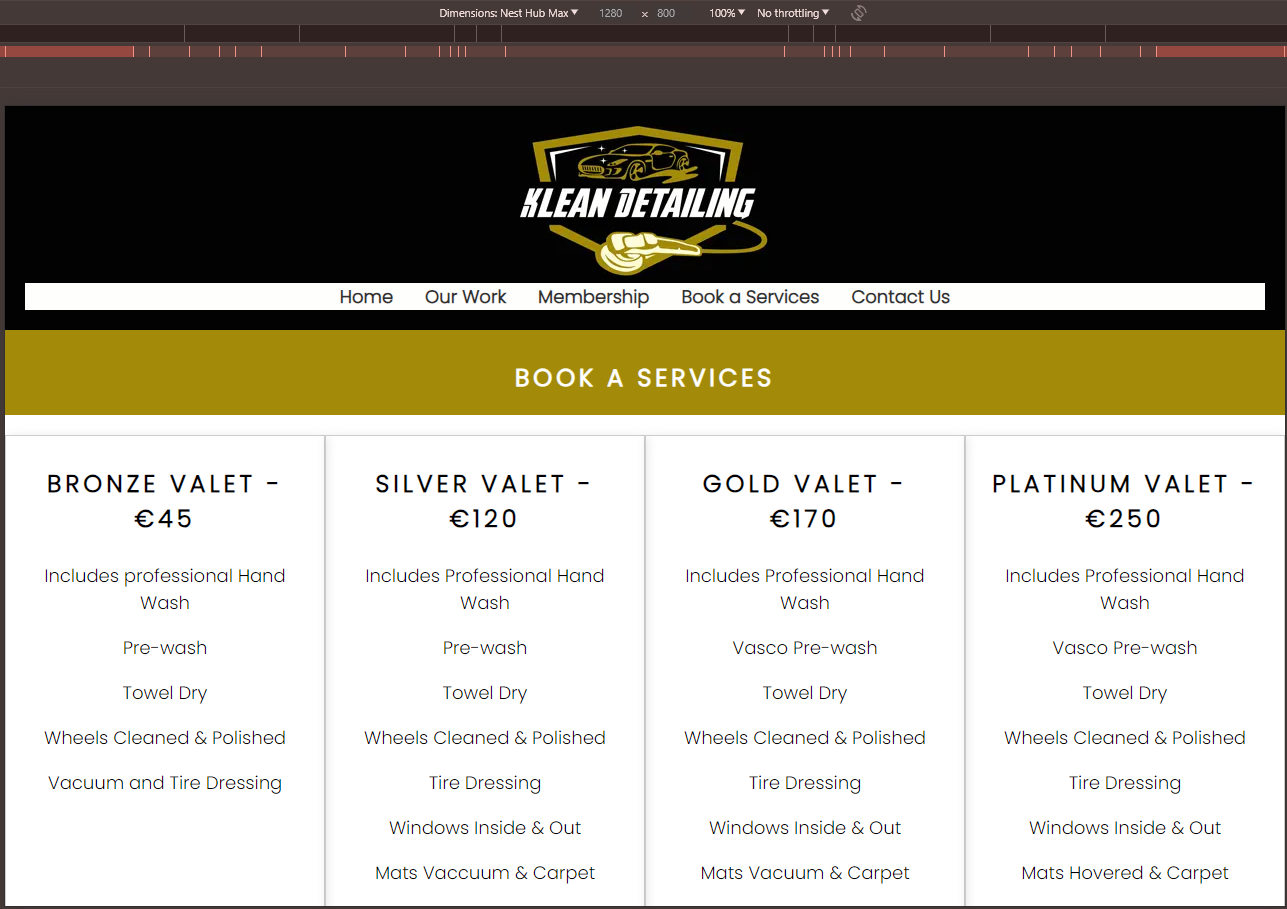 Dimensions: Nest Hub Max 1280 x 800 100% No throttling
KLEAN DETAILING
Home Our Work Membership Book a Services Contact Us
BOOK A SERVICES
BRONZE VALET -
€45
Includes professional Hand
Wash
Pre-wash
Towel Dry
Wheels Cleaned & Polished
Vacuum and Tire Dressing
SILVER VALET -
€120
Includes Professional Hand
Wash
Pre-wash
Towel Dry
Wheels Cleaned & Polished
Tire Dressing
Windows Inside & Out
Mats Vaccuum & Carpet
GOLD VALET -
€170
Includes Professional Hand
Wash
Vasco Pre-wash
Towel Dry
Wheels Cleaned & Polished
Tire Dressing
Windows Inside & Out
Mats Vacuum & Carpet
PLATINUM VALET -
€250
Includes Professional Hand
Wash
Vasco Pre-wash
Towel Dry
Wheels Cleaned & Polished
Tire Dressing
Windows Inside & Out
Mats Hovered & Carpet